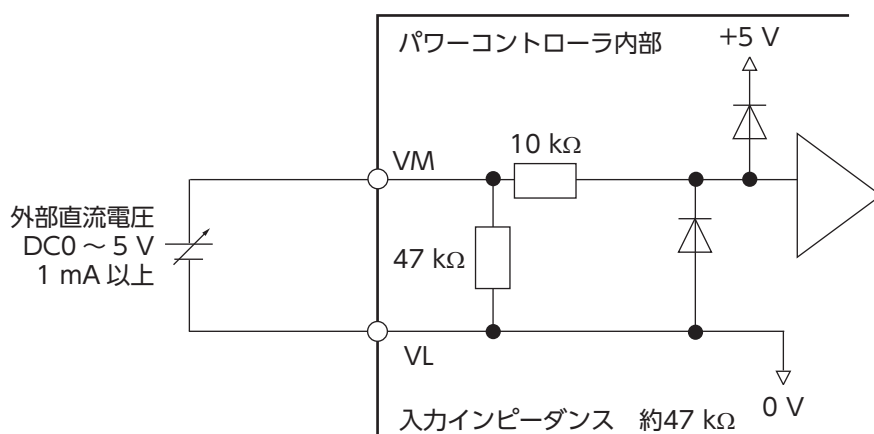 パワーコントローラ内部
+5 V
10 kΩ
VM
外部直流電圧
DC0 ~ 5 V
1 mA 以上
47 kΩ
VL
0 V
入力インピーダンス 約47 kΩ